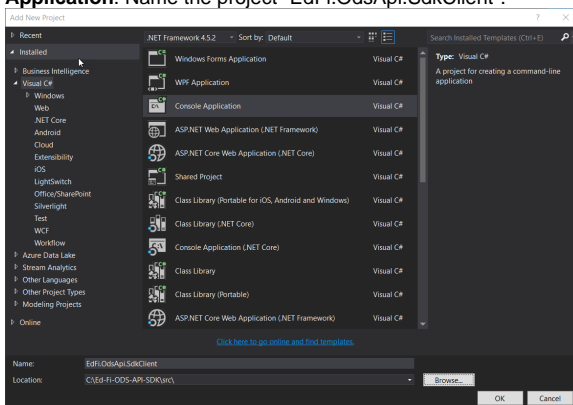 Application. Name the project "EdFi.OdsApi.SdkClient".
Add New Project ? ×
Recent
.NET Framework 4.5.2 Sort by: Default
Search Installed Templates (Ctrl+E)
Installed
Business Intelligence
Visual C#
Windows
Web
.NET Core
Android
Cloud
Extensibility
iOS
LightSwitch
Office/SharePoint
Silverlight
Test
WCF
Workflow
Azure Data Lake
Stream Analytics
Other Languages
Other Project Types
Modeling Projects
Online
Windows Forms Application Visual C#
WPF Application Visual C#
Console Application Visual C#
ASP.NET Web Application (.NET Framework) Visual C#
ASP.NET Core Web Application (.NET Core) Visual C#
Shared Project Visual C#
Class Library (Portable for iOS, Android and Windows) Visual C#
Class Library (.NET Core) Visual C#
Console Application (.NET Core) Visual C#
Class Library Visual C#
Class Library (Portable) Visual C#
ASP.NET Core Web Application (.NET Framework) Visual C#
Click here to go online and find templates.
Type: Visual C#
A project for creating a command-line
application
Name: EdFi.OdsApi.SdkClient
Location: C:\Ed-Fi-ODS-API-SDK\src\
Browse...
OK Cancel